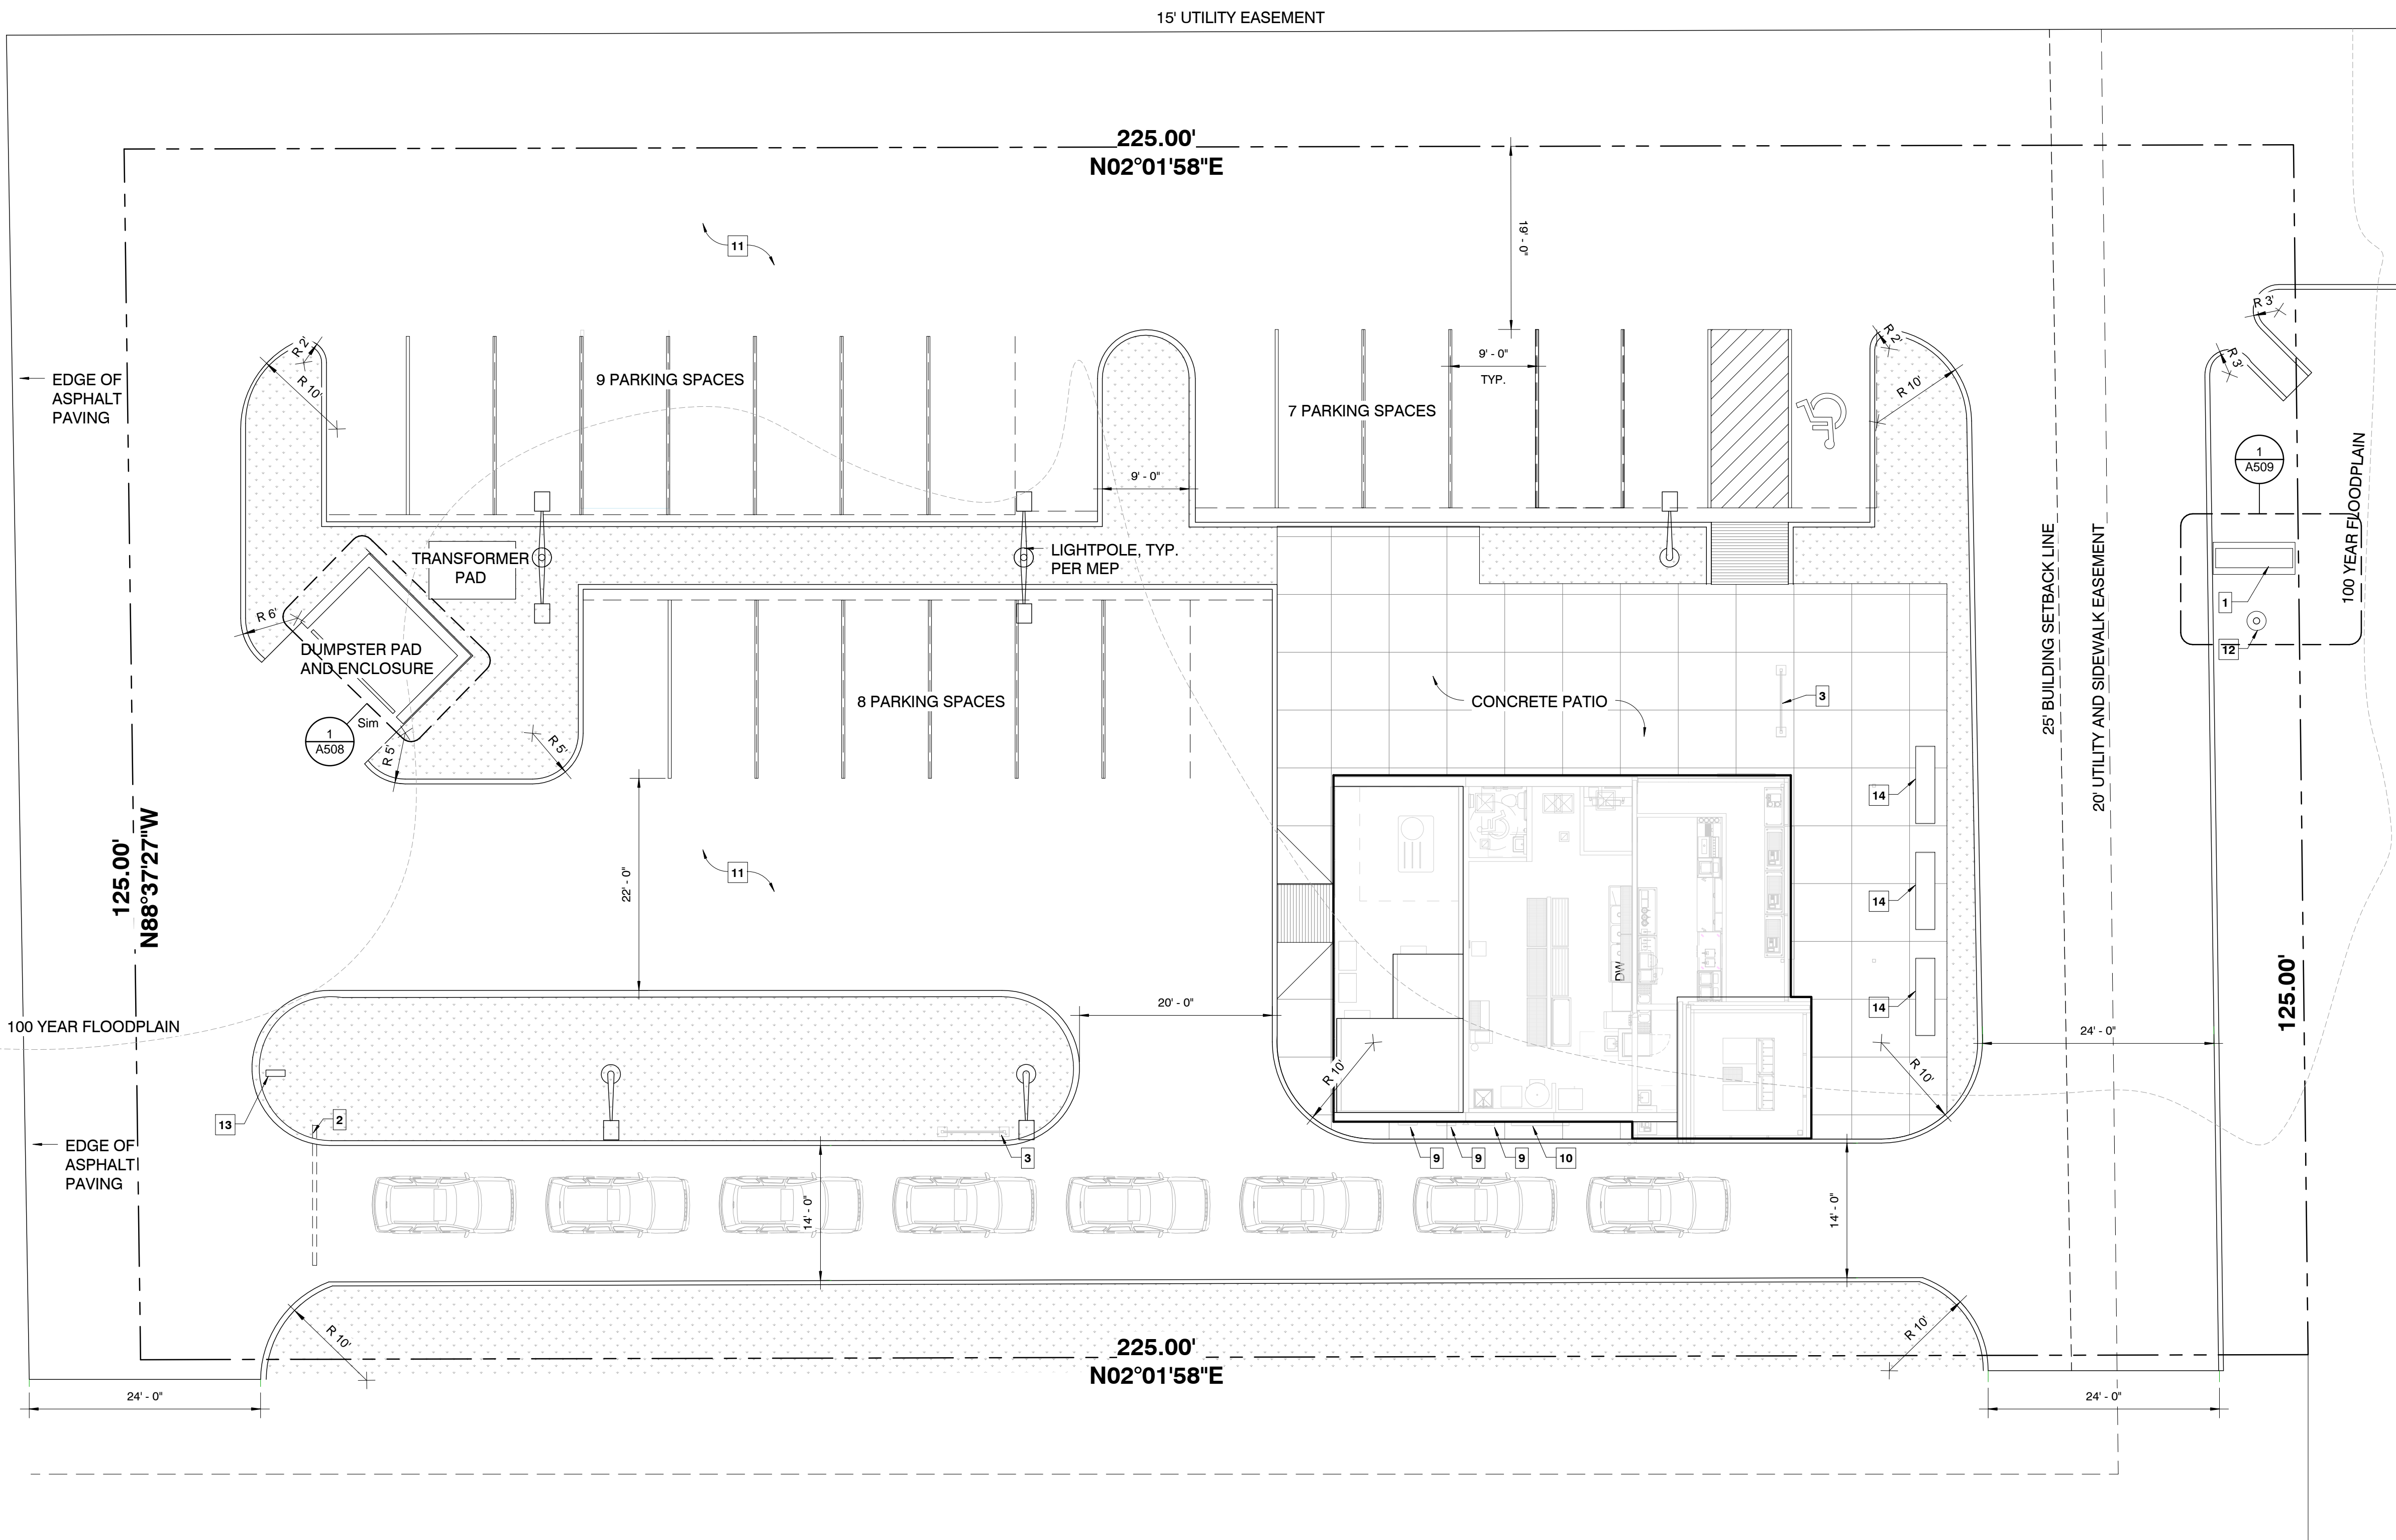 15' UTILITY EASEMENT
225.00'
N02°01'58"E
11
19' - 0"
R 2'
R 10'
9 PARKING SPACES
9' - 0"
TYP.
7 PARKING SPACES
R 2'
R 10'
R 3'
R 3'
EDGE OF
ASPHALT
PAVING
9' - 0"
1
A509
100 YEAR FLOODPLAIN
TRANSFORMER
PAD
LIGHTPOLE, TYP.
PER MEP
25' BUILDING SETBACK LINE
20' UTILITY AND SIDEWALK EASEMENT
1
12
R 6'
DUMPSTER PAD
AND ENCLOSURE
Sim
1
A508
R 5'
R 5'
8 PARKING SPACES
CONCRETE PATIO
3
14
14
14
125.00'
N88°37'27"W
22' - 0"
11
DW
125.00'
100 YEAR FLOODPLAIN
20' - 0"
24' - 0"
R 10'
R 10'
13
2
3
9
9
9
10
EDGE OF
ASPHALT
PAVING
14' - 0"
14' - 0"
R 10'
R 10'
225.00'
N02°01'58"E
24' - 0"
24' - 0"